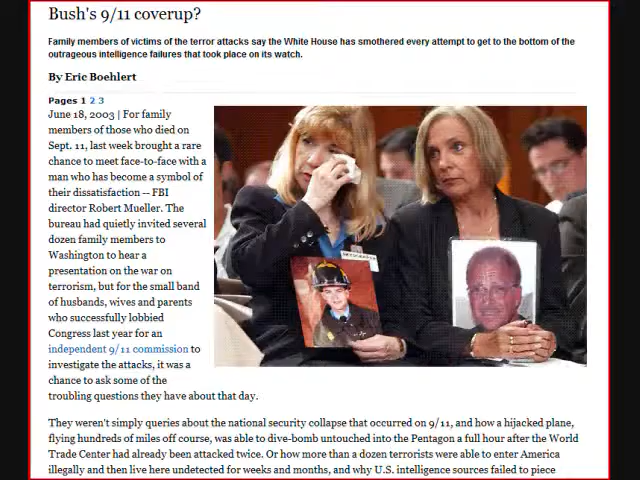 Bush's 9/11 coverup?
Family members of victims of the terror attacks say the White House has smothered every attempt to get to the bottom of the
outrageous intelligence failures that took place on its watch.
By Eric Boehlert
Pages 1 2 3
June 18, 2003 | For family
members of those who died on
Sept. 11, last week brought a rare
chance to meet face-to-face with a
man who has become a symbol of
their dissatisfaction -- FBI
director Robert Mueller. The
bureau had quietly invited several
dozen family members to
Washington to hear a
presentation on the war on
terrorism, but for the small band
of husbands, wives and parents
who successfully lobbied
Congress last year for an
independent 9/11 commission to
investigate the attacks, it was a
chance to ask some of the
troubling questions they have about that day.
They weren't simply queries about the national security collapse that occurred on 9/11, and how a hijacked plane,
flying hundreds of miles off course, was able to dive-bomb untouched into the Pentagon a full hour after the World
Trade Center had already been attacked twice. Or how more than a dozen terrorists were able to enter America
illegally and then live here undetected for weeks and months, and why U.S. intelligence sources failed to piece